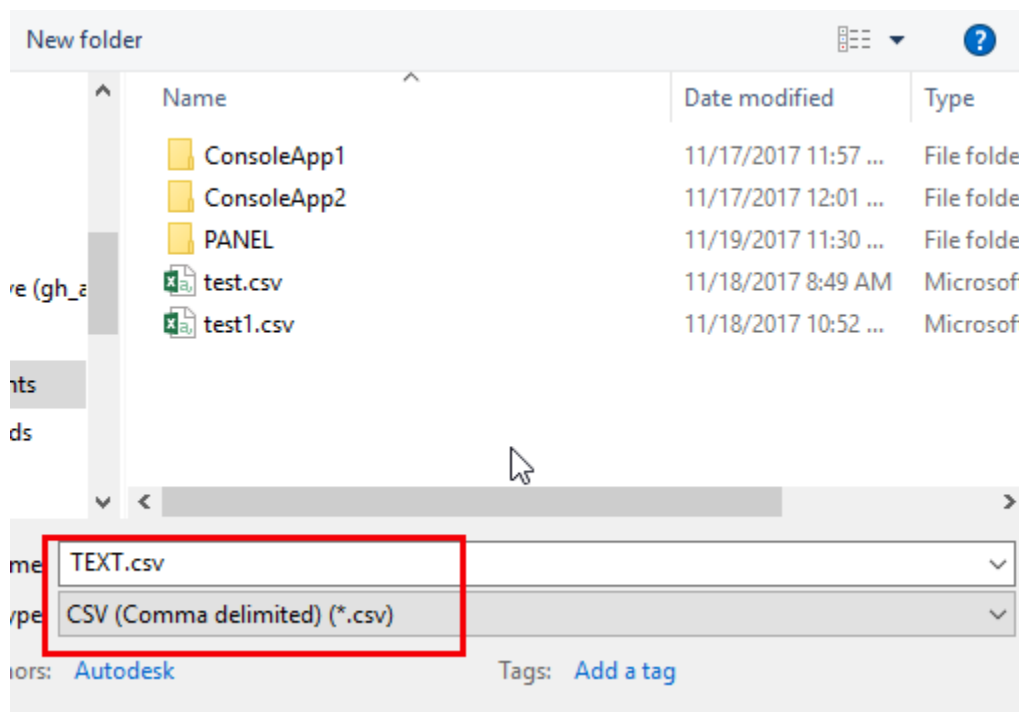 New folder
Name Date modified Type
ConsoleApp1 11/17/2017 11:57 ... File folde
ConsoleApp2 11/17/2017 12:01 ... File folde
PANEL 11/19/2017 11:30 ... File folde
test.csv 11/18/2017 8:49 AM Microsof
test1.csv 11/18/2017 10:52 ... Microsof
ve (gh_a
nts
ds
me TEXT.csv
ype CSV (Comma delimited) (*.csv)
ors: Autodesk Tags: Add a tag